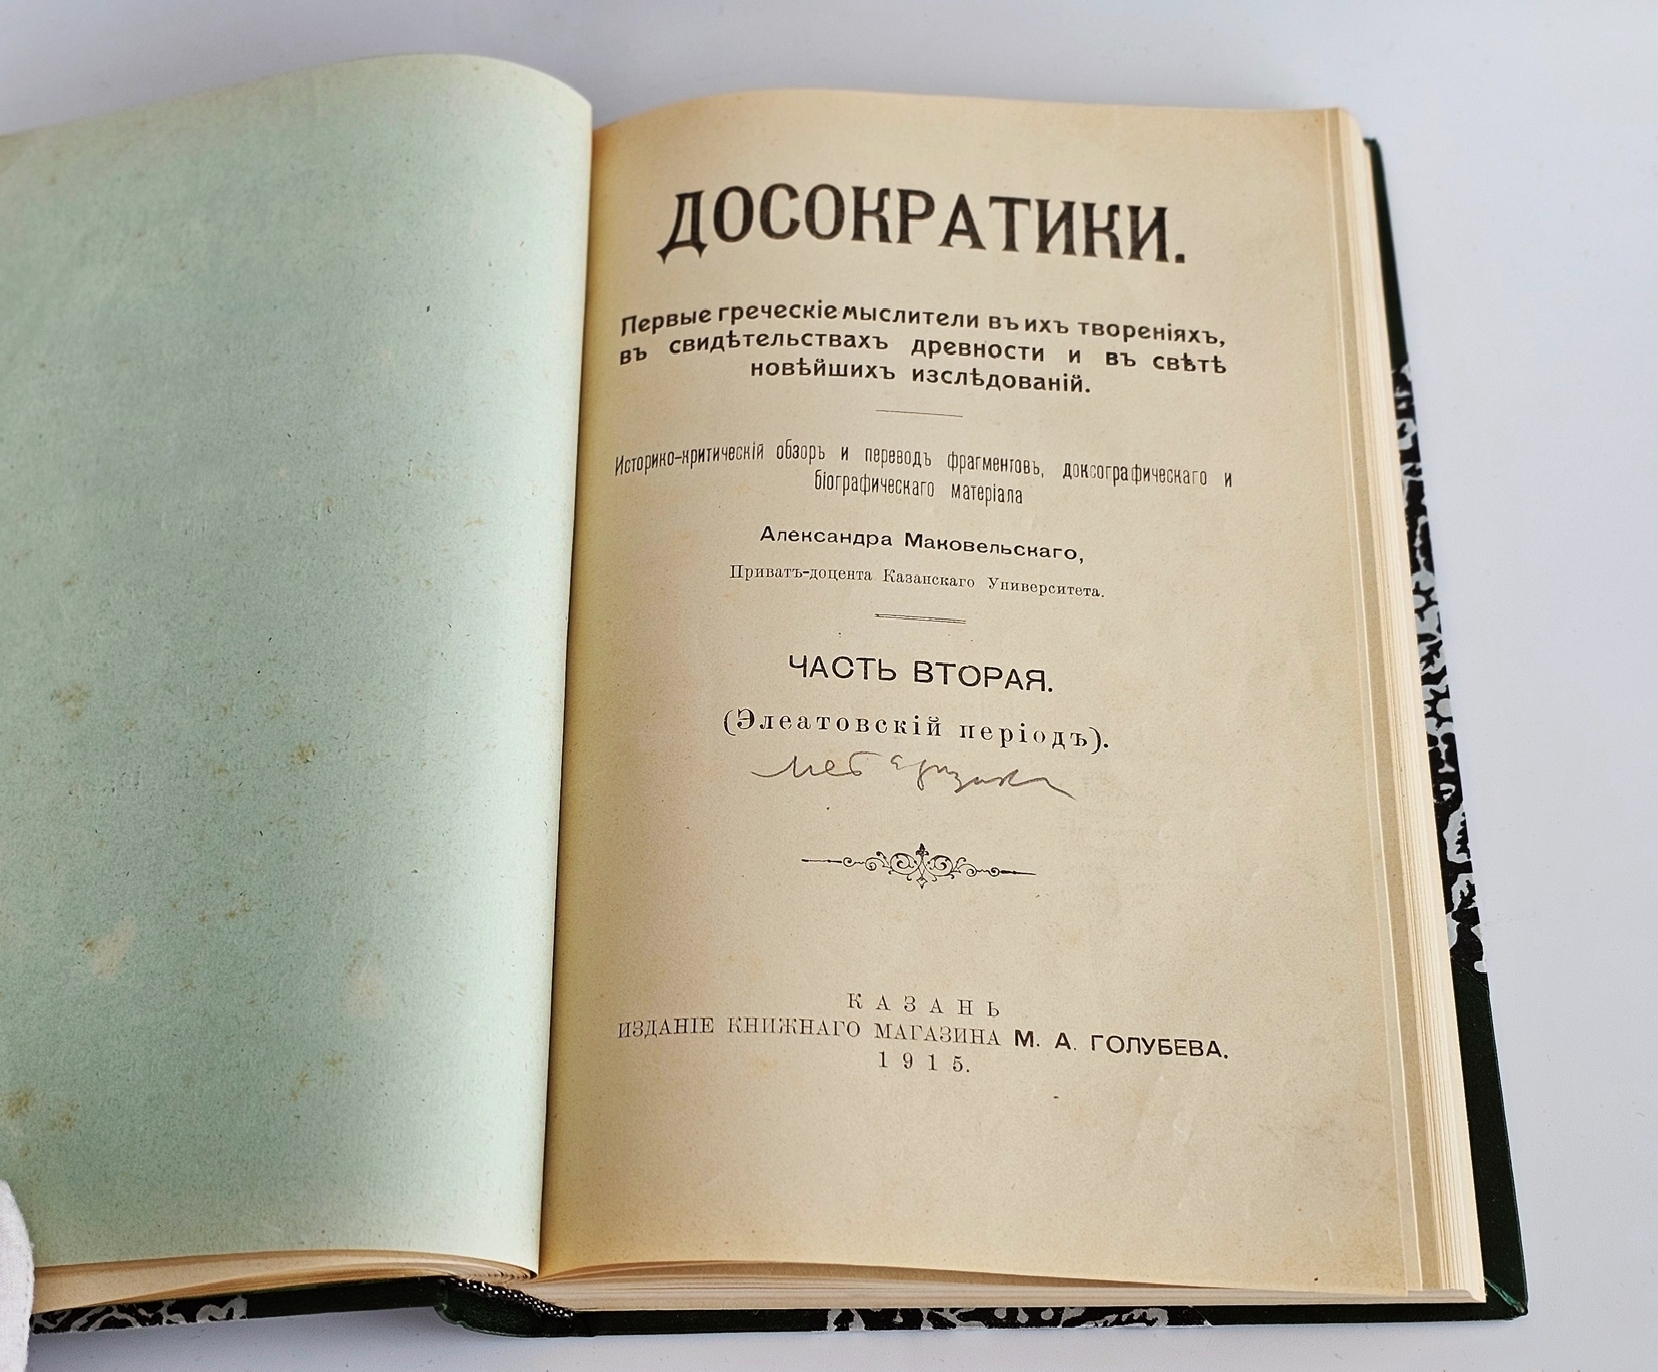 ДОСОКРАТИКИ.
Первые греческіе мыслители въ ихъ твореніяхъ,
въ свидѣтельствахъ древности и въ свѣтѣ
новѣйшихъ изслѣдованій.
Историко-критическій обзоръ и переводъ фрагментовъ, доксографическаго и
біографическаго матеріала
Александра Маковельскаго,
Приватъ-доцента Казанскаго Университета.
ЧАСТЬ ВТОРАЯ.
(Элеатовскій періодъ).
КАЗАНЬ
ИЗДАНІЕ КНИЖНАГО МАГАЗИНА М. А. ГОЛУБЕВА.
1915.